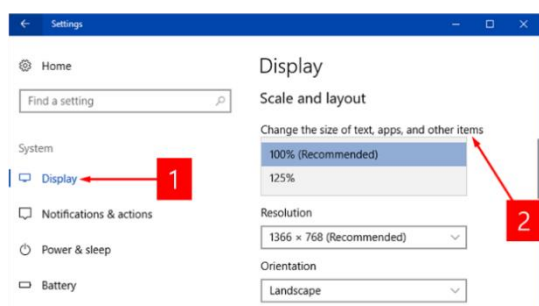 Settings
Home
Find a setting
System
Display
1
Notifications & actions
Power & sleep
Battery
Display
Scale and layout
Change the size of text, apps, and other items
100% (Recommended)
125%
2
Resolution
1366 × 768 (Recommended)
Orientation
Landscape